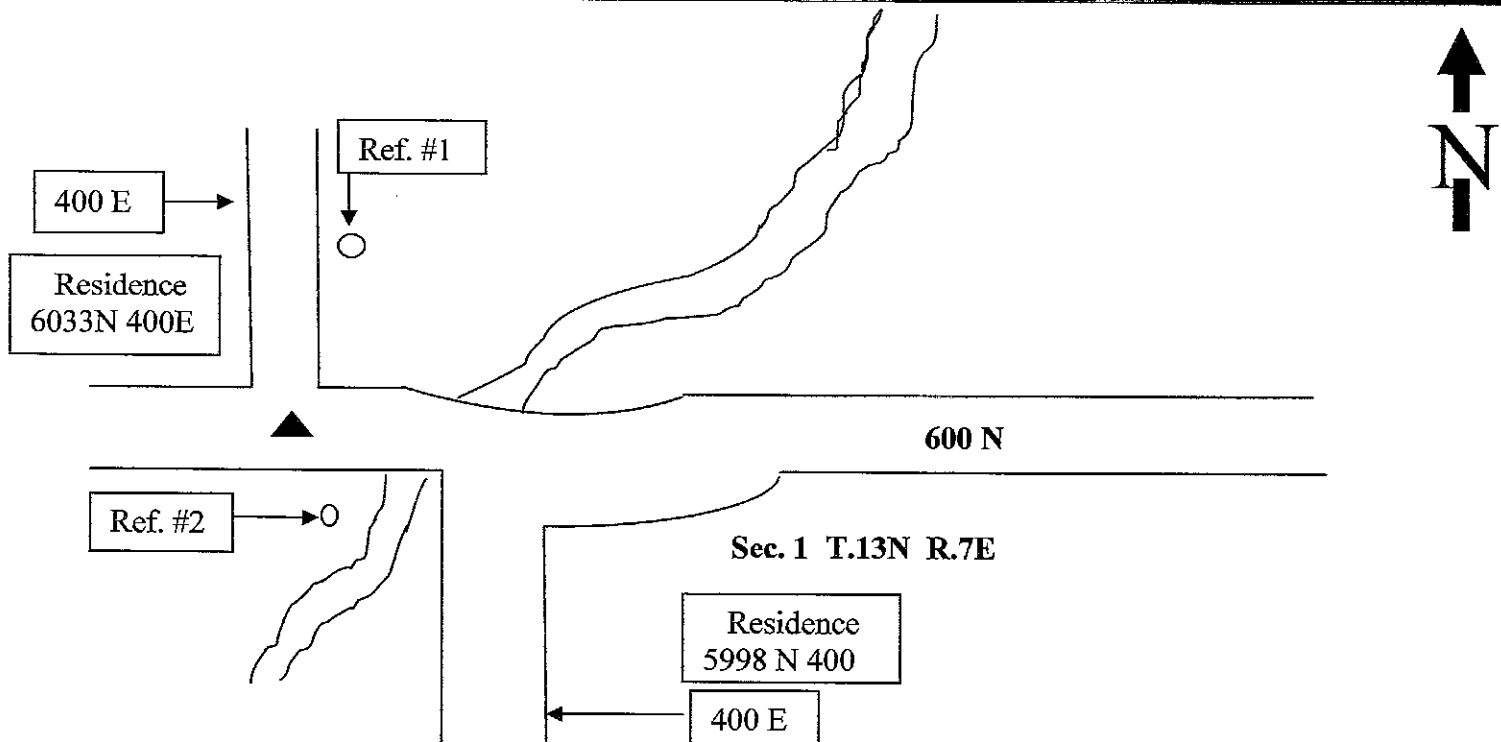 Ref. #1
N
400 E
Residence
6033N 400E
600 N
Ref. #2
Sec. 1 T.13N R.7E
Residence
5998 N 400
400 E